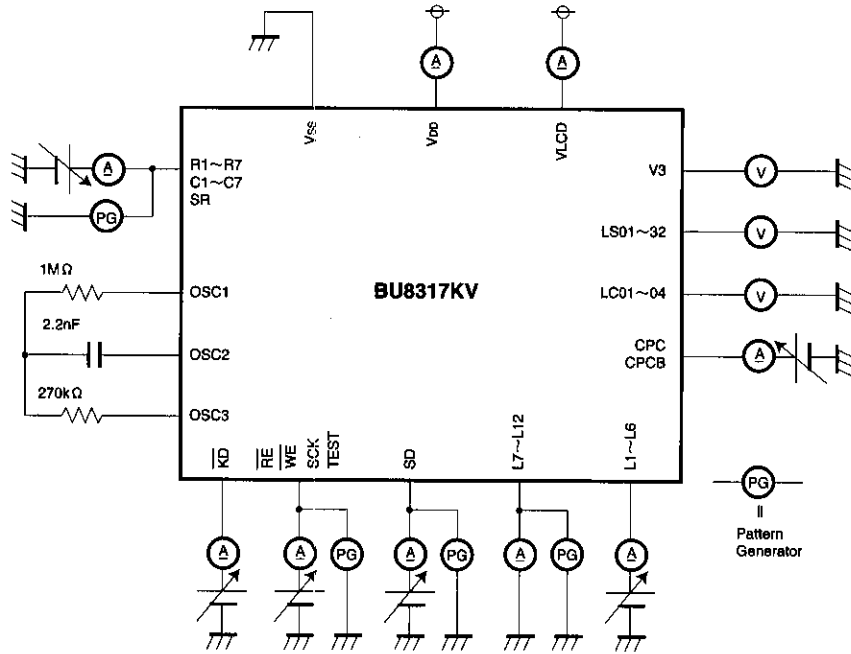 A
A
VSS
VDD
VLCD
A
R1~R7
C1~C7
SR
PG
V3
V
LS01~32
V
1MΩ
OSC1
BU8317KV
LC01~04
V
2.2nF
OSC2
CPC
CPCB
A
270kΩ
OSC3
KD
RE
WE
SCK
TEST
SD
L7~L12
L1~L6
PG
=
Pattern
Generator
A
A
PG
A
PG
A
PG
A